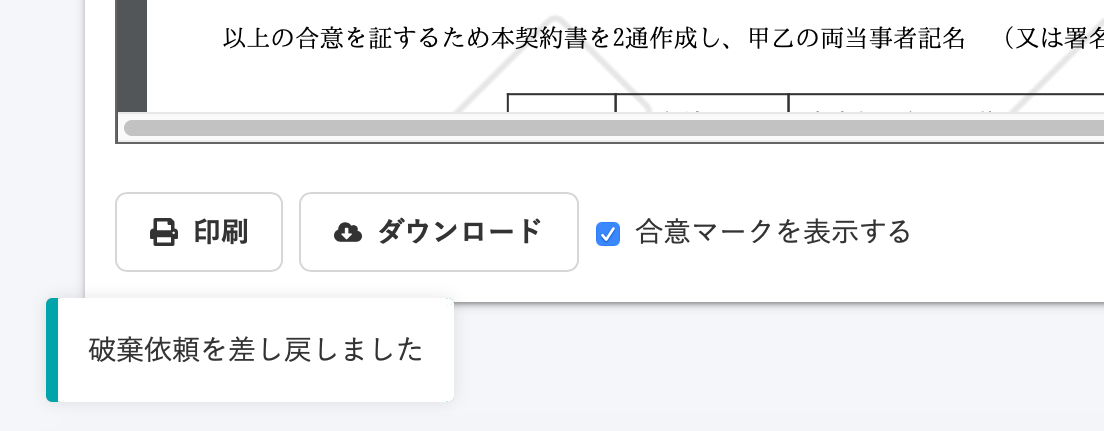 以上の合意を証するため本契約書を2通作成し、甲乙の両当事者記名　（又は署名
印刷
ダウンロード
合意マークを表示する
破棄依頼を差し戻しました